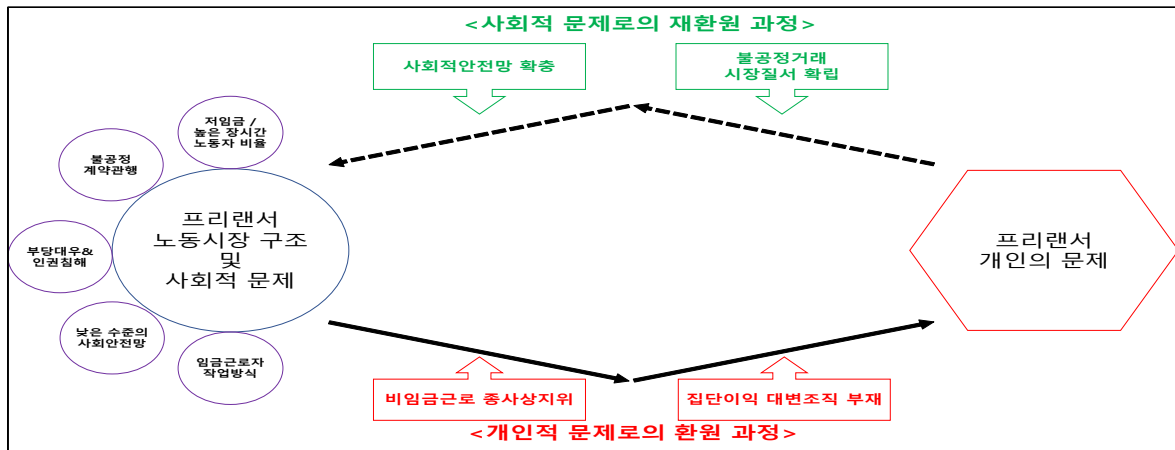 <사회적 문제로의 재환원 과정>
사회적안전망 확충
불공정거래
시장질서 확립
저임금 /
높은 장시간
노동자 비율
불공정
계약관행
부당대우&
인권침해
낮은 수준의
사회안전망
임금근로자
작업방식
프리랜서
노동시장 구조
및
사회적 문제
프리랜서
개인의 문제
비임금근로 종사상지위
집단이익 대변조직 부재
<개인적 문제로의 환원 과정>